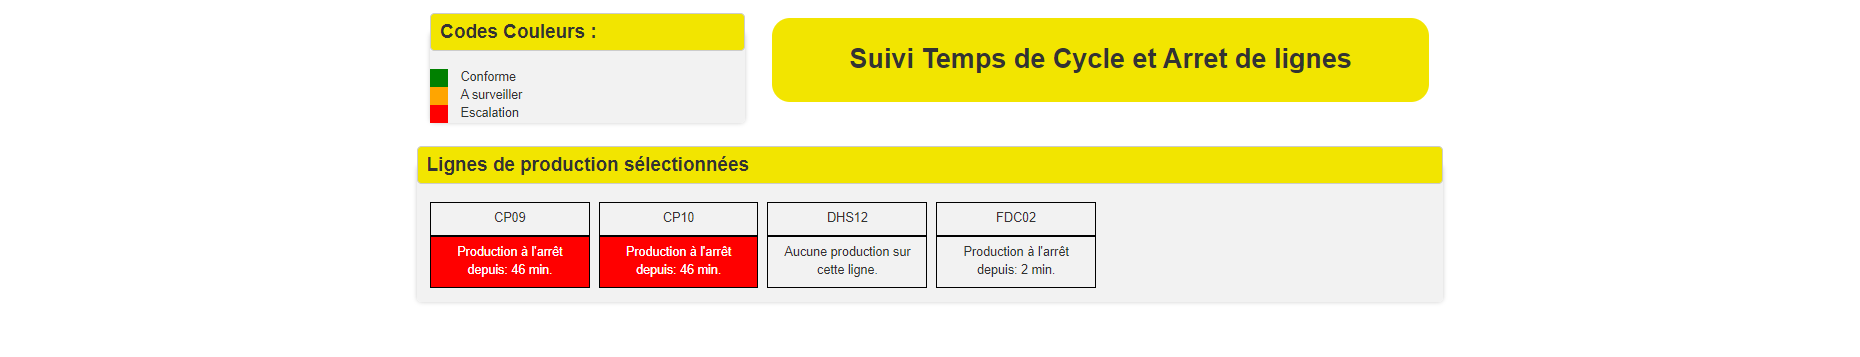 Codes Couleurs :
Suivi Temps de Cycle et Arret de lignes
Conforme
A surveiller
Escalation
Lignes de production sélectionnées
CP09
Production à l'arrêt
depuis: 46 min.
CP10
Production à l'arrêt
depuis: 46 min.
DHS12
Aucune production sur
cette ligne.
FDC02
Production à l'arrêt
depuis: 2 min.